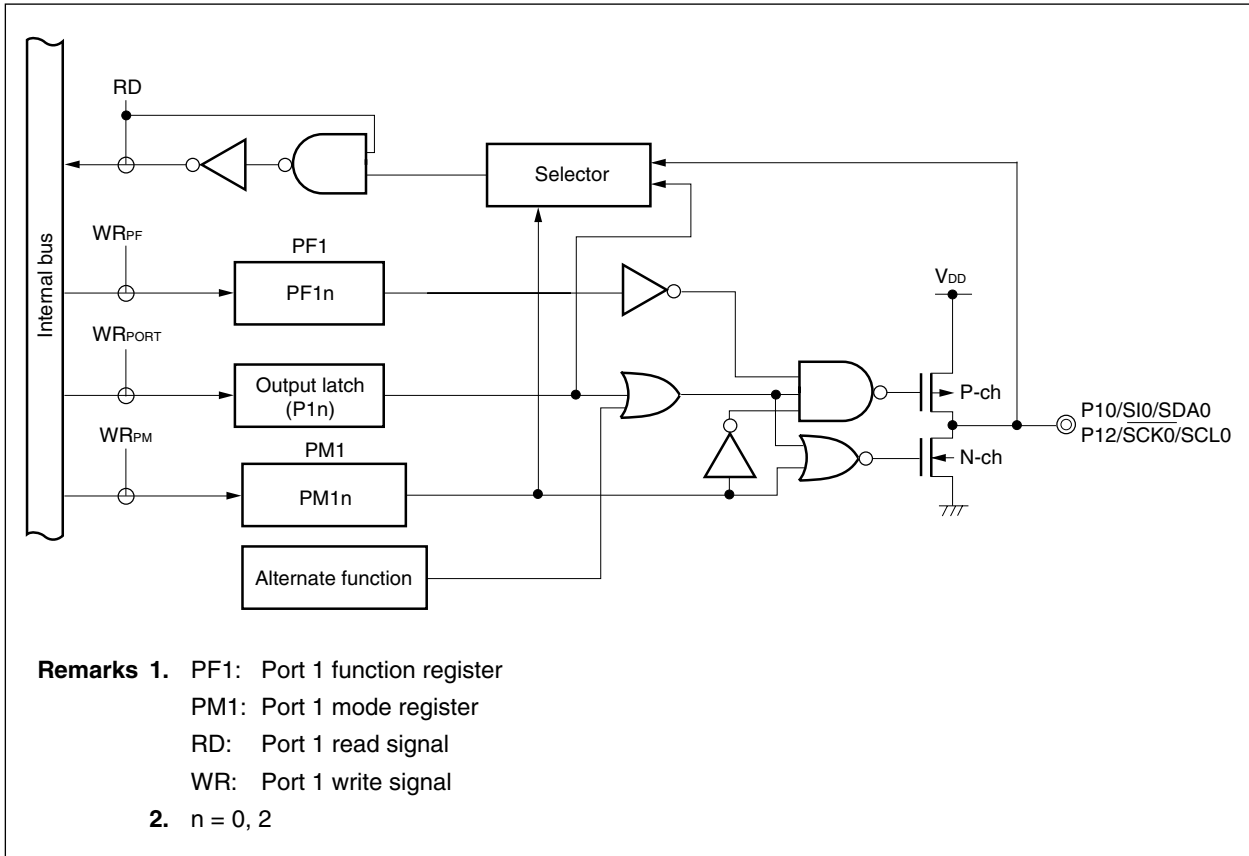 RD
Selector
WRPF
PF1
PF1n
VDD
Internal bus
WRPORT
Output latch
(P1n)
P-ch
P10/SI0/SDA0
P12/SCK0/SCL0
WRPM
PM1
PM1n
N-ch
Alternate function
Remarks 1. PF1: Port 1 function register
PM1: Port 1 mode register
RD: Port 1 read signal
WR: Port 1 write signal
2. n = 0, 2